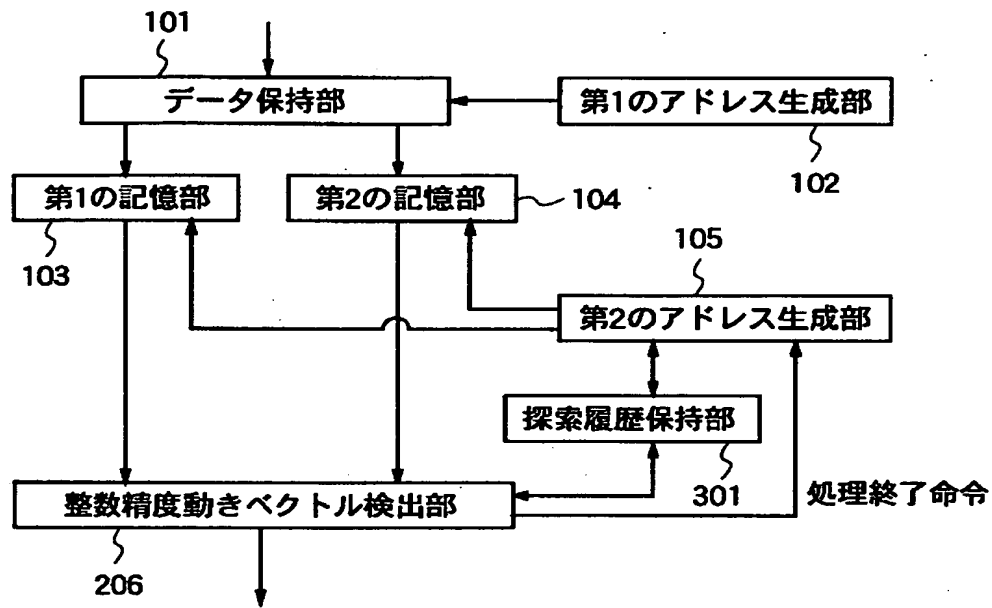 101
データ保持部
第1のアドレス生成部
102
第1の記憶部
第2の記憶部
104
103
105
第2のアドレス生成部
探索履歴保持部
301
処理終了命令
整数精度動きベクトル検出部
206